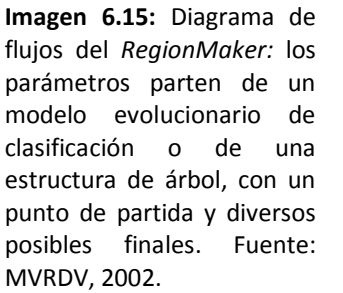 Imagen 6.15: Diagrama de
flujos del RegionMaker: los
parámetros parten de un
modelo evolucionario de
clasificación o de una
estructura de árbol, con un
punto de partida y diversos
posibles finales. Fuente:
MVRDV, 2002.